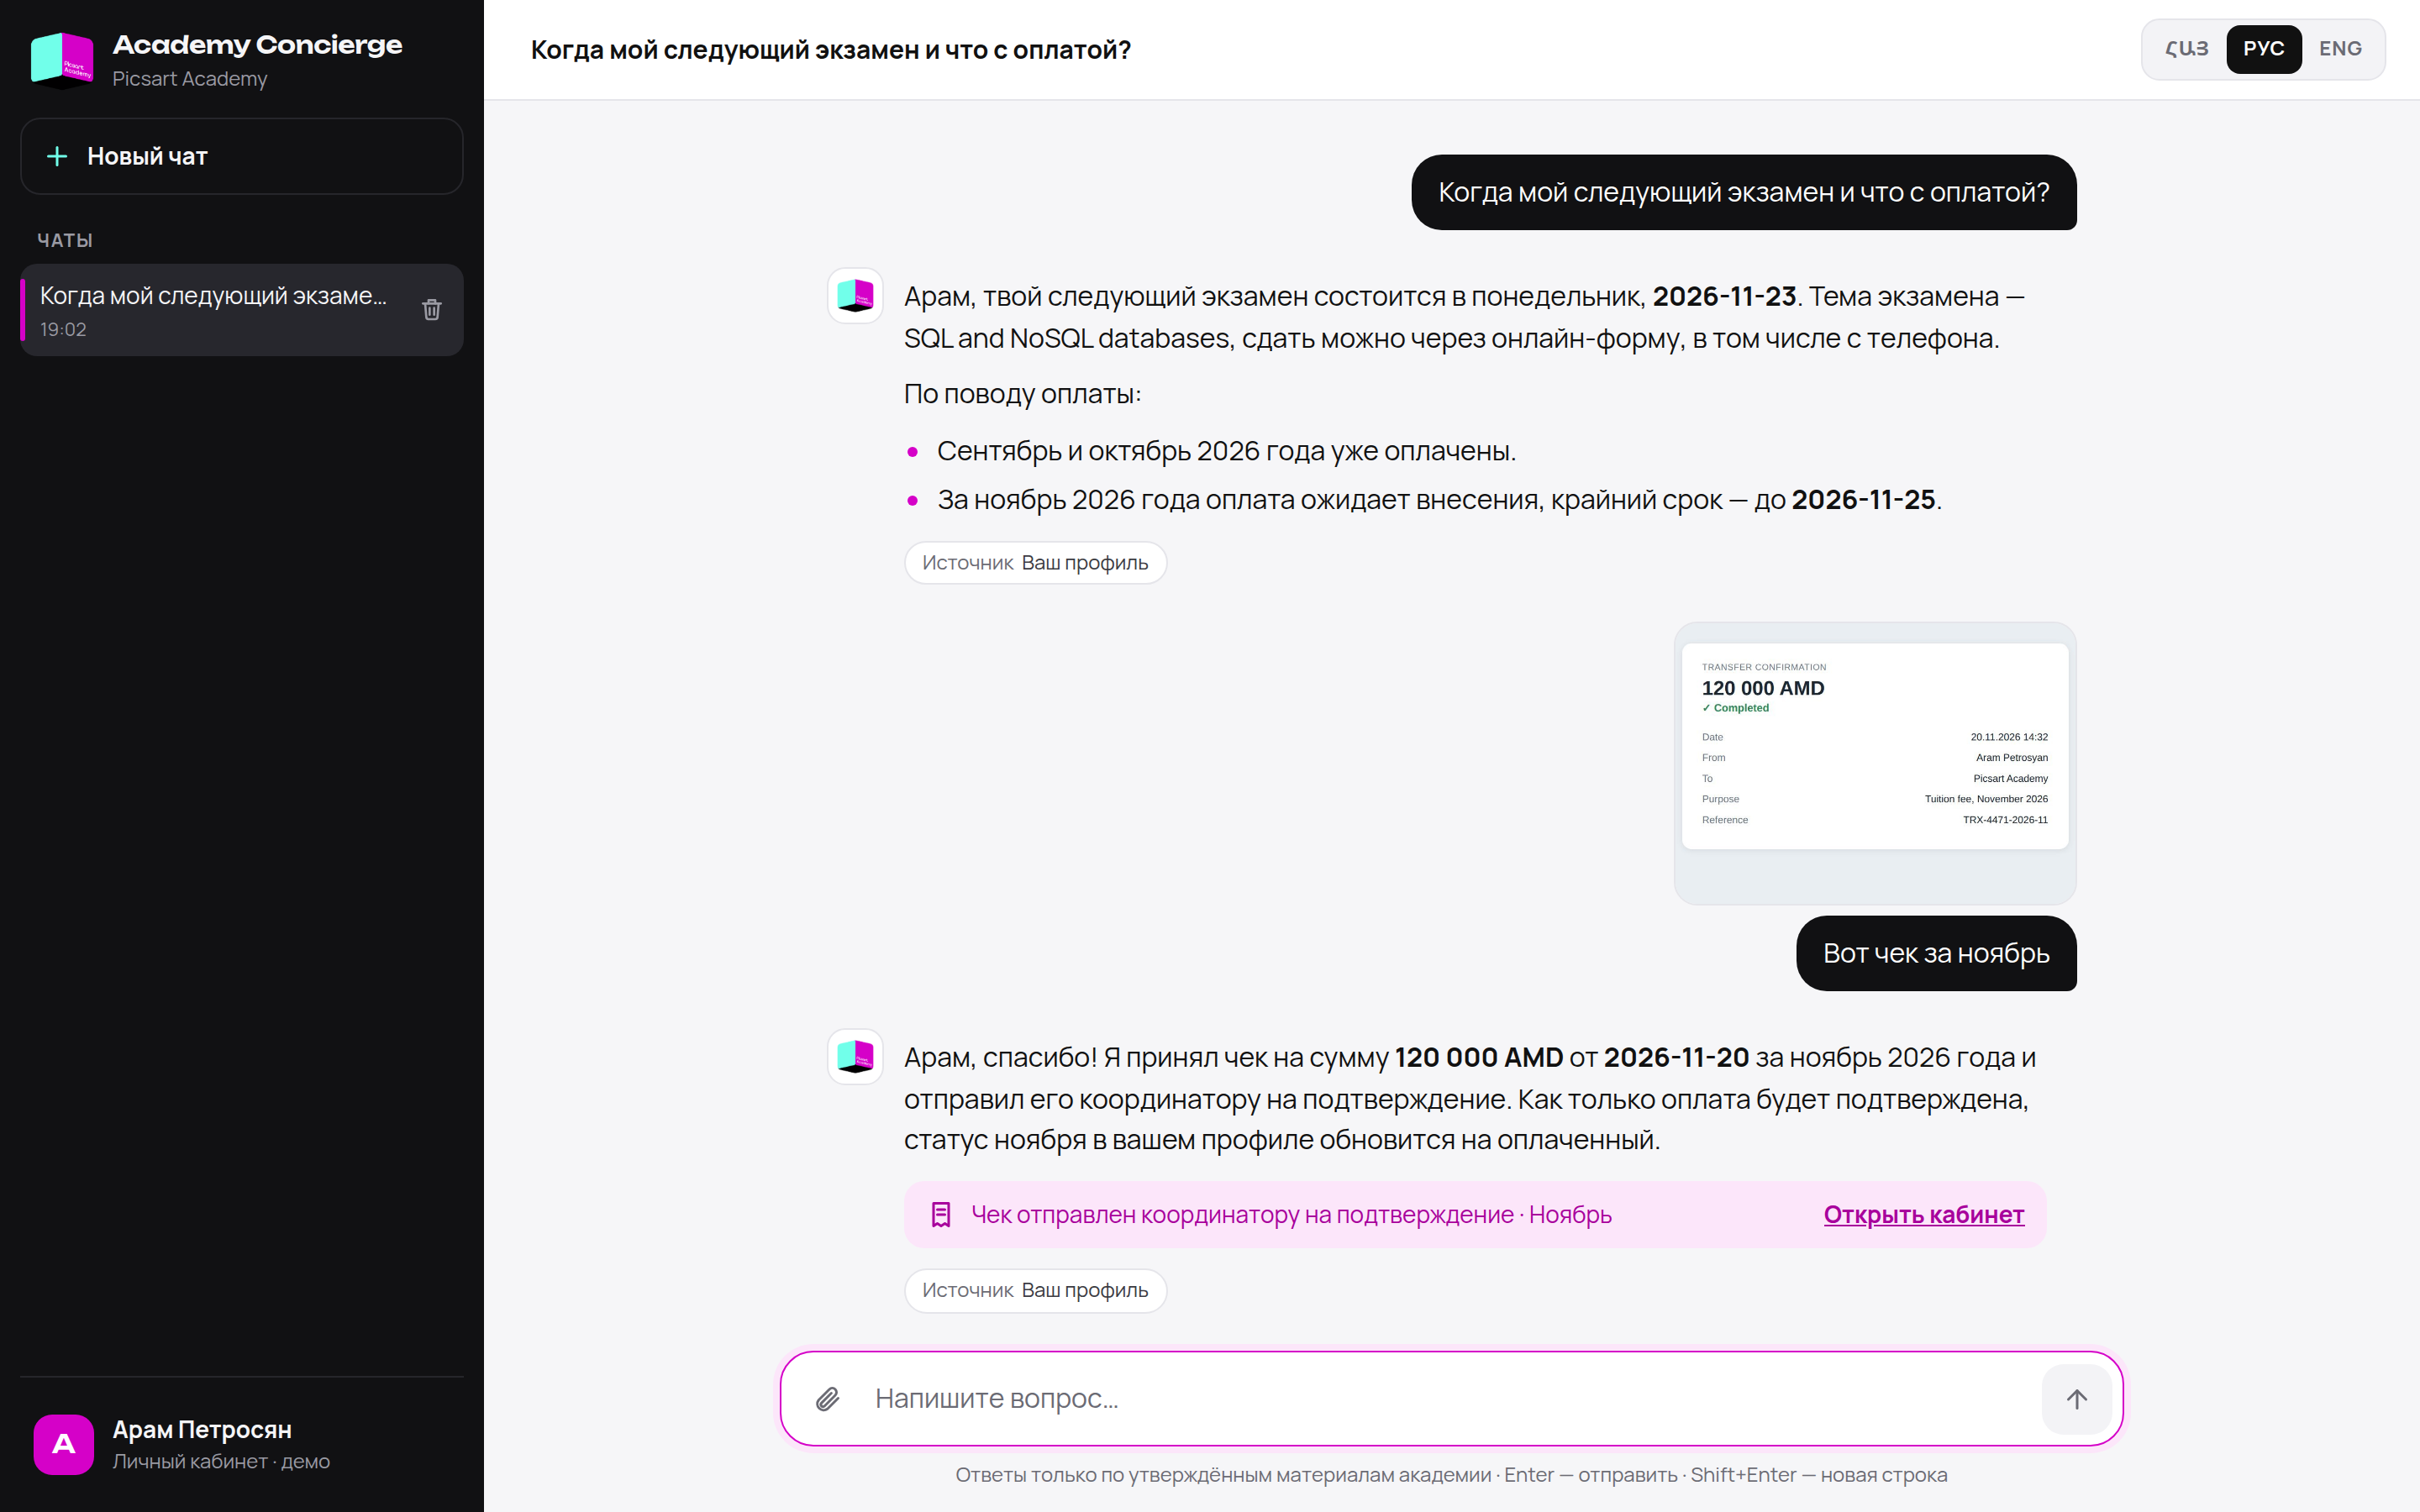 Academy Concierge
Picsart Academy
Новый чат
ЧАТЫ
Когда мой следующий экзаме...
19:02
Арам Петросян
Личный кабинет · демо
Когда мой следующий экзамен и что с оплатой?
ՀԱՅ РУС ENG
Когда мой следующий экзамен и что с оплатой?
Арам, твой следующий экзамен состоится в понедельник, 2026-11-23. Тема экзамена —
SQL and NoSQL databases, сдать можно через онлайн-форму, в том числе с телефона.
По поводу оплаты:
Сентябрь и октябрь 2026 года уже оплачены.
За ноябрь 2026 года оплата ожидает внесения, крайний срок — до 2026-11-25.
Источник Ваш профиль
TRANSFER CONFIRMATION
120 000 AMD
✓ Completed
Date 20.11.2026 14:32
From Aram Petrosyan
To Picsart Academy
Purpose Tuition fee, November 2026
Reference TRX-4471-2026-11
Вот чек за ноябрь
Арам, спасибо! Я принял чек на сумму 120 000 AMD от 2026-11-20 за ноябрь 2026 года и
отправил его координатору на подтверждение. Как только оплата будет подтверждена,
статус ноября в вашем профиле обновится на оплаченный.
Чек отправлен координатору на подтверждение · Ноябрь Открыть кабинет
Источник Ваш профиль
Напишите вопрос...
Ответы только по утверждённым материалам академии · Enter — отправить · Shift+Enter — новая строка
A
Picsart
Academy